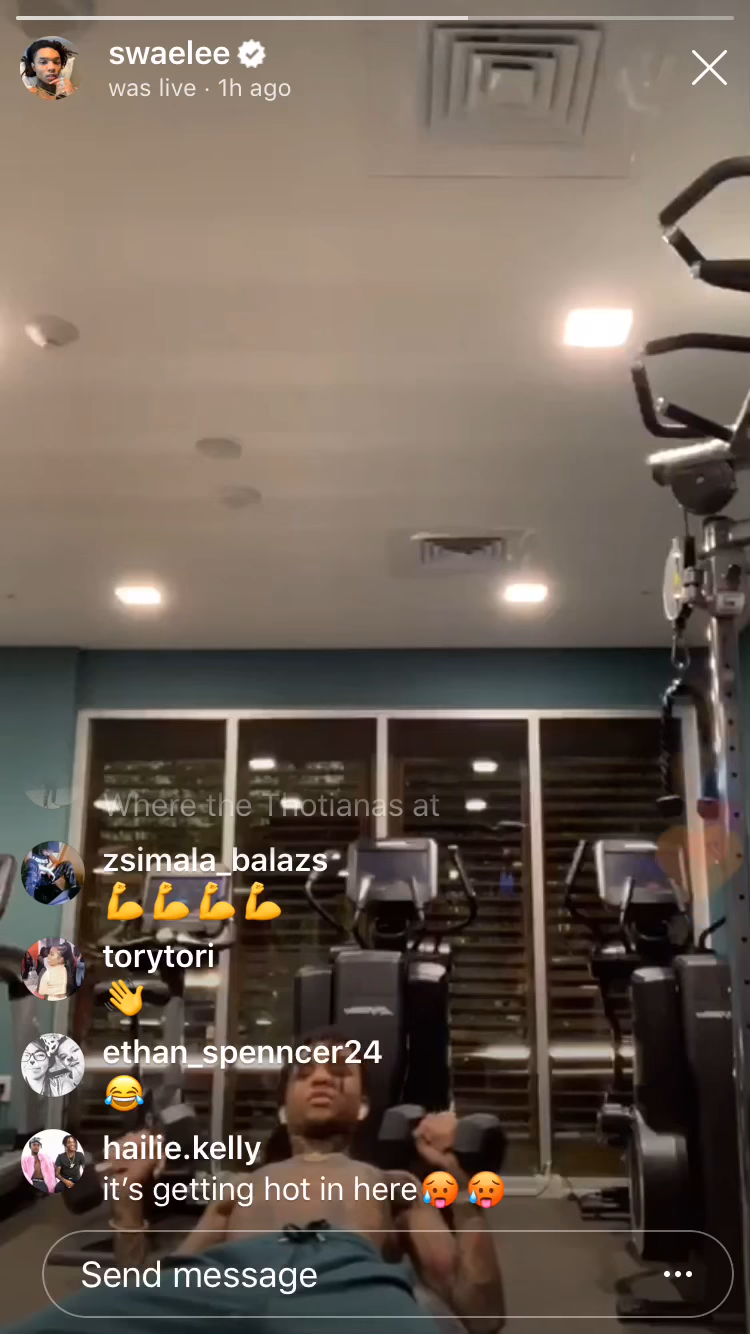 swaelee
was live · 1h ago
Where the Thotianas at
zsimala_balazs
💪💪💪💪
torytori
👋
ethan_spenncer24
😂
hailie.kelly
it's getting hot in here🥵🥵
Send message